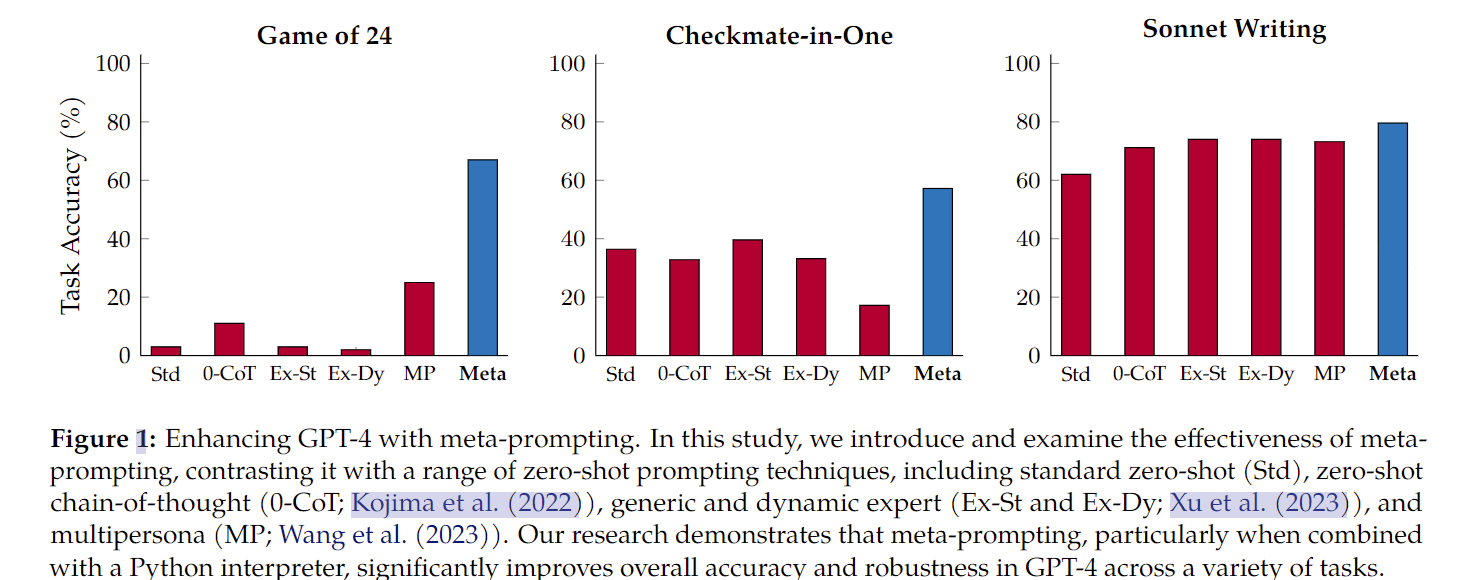 Game of 24
Checkmate-in-One
Sonnet Writing
Task Accuracy (%)
100
80
60
40
20
0
Std 0-CoT Ex-St Ex-Dy MP Meta
100
80
60
40
20
0
Std 0-CoT Ex-St Ex-Dy MP Meta
100
80
60
40
20
0
Std 0-CoT Ex-St Ex-Dy MP Meta
Figure 1: Enhancing GPT-4 with meta-prompting. In this study, we introduce and examine the effectiveness of meta-
prompting, contrasting it with a range of zero-shot prompting techniques, including standard zero-shot (Std), zero-shot
chain-of-thought (0-CoT; Kojima et al. (2022)), generic and dynamic expert (Ex-St and Ex-Dy; Xu et al. (2023)), and
multipersona (MP; Wang et al. (2023)). Our research demonstrates that meta-prompting, particularly when combined
with a Python interpreter, significantly improves overall accuracy and robustness in GPT-4 across a variety of tasks.